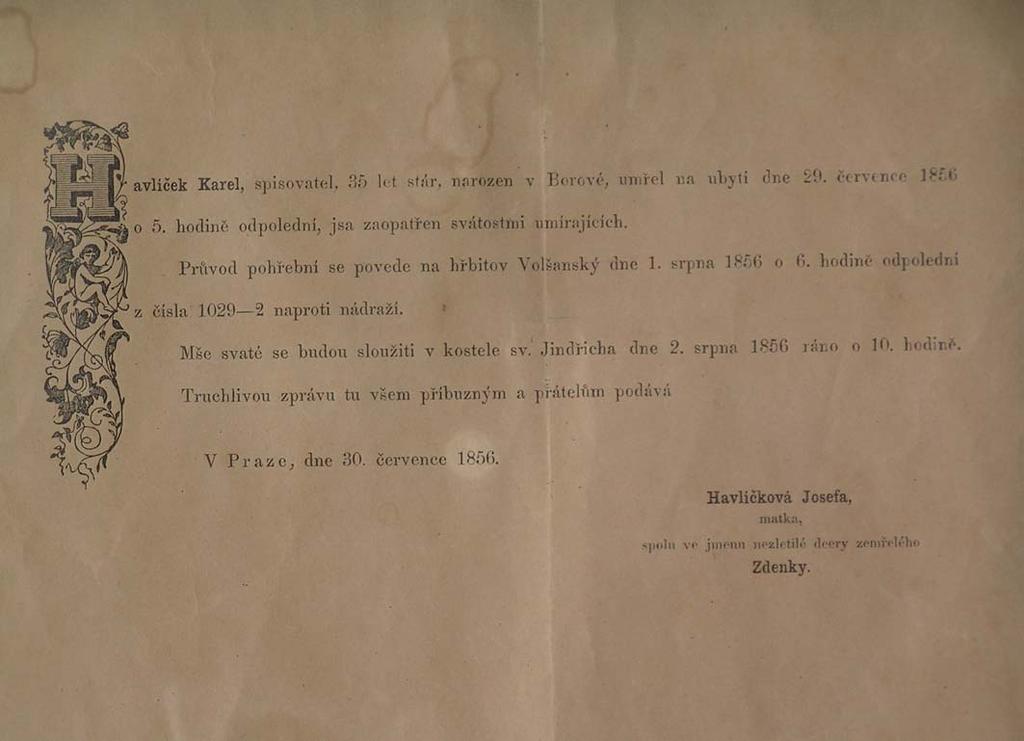 Havlíček Karel, spisovatel, 35 let stár, narozen v Borové, umřel na ubytí dne 29. července 1856
o 5. hodině odpolední, jsa zaopatřen svátostmi umírajících.
Průvod pohřební se povede na hřbitov Volšanský dne 1. srpna 1856 o 6. hodině odpolední
z čísla 1029—2 naproti nádraží.
Mše svaté se budou sloužiti v kostele sv. Jindřicha dne 2. srpna 1856 ráno o 10. hodině.
Truchlivou zprávu tu všem příbuzným a přátelům podává
V Praze, dne 30. července 1856.
Havlíčková Josefa,
matka,
spolu ve jmenu nezletilé dcery zemřelého
Zdenky.